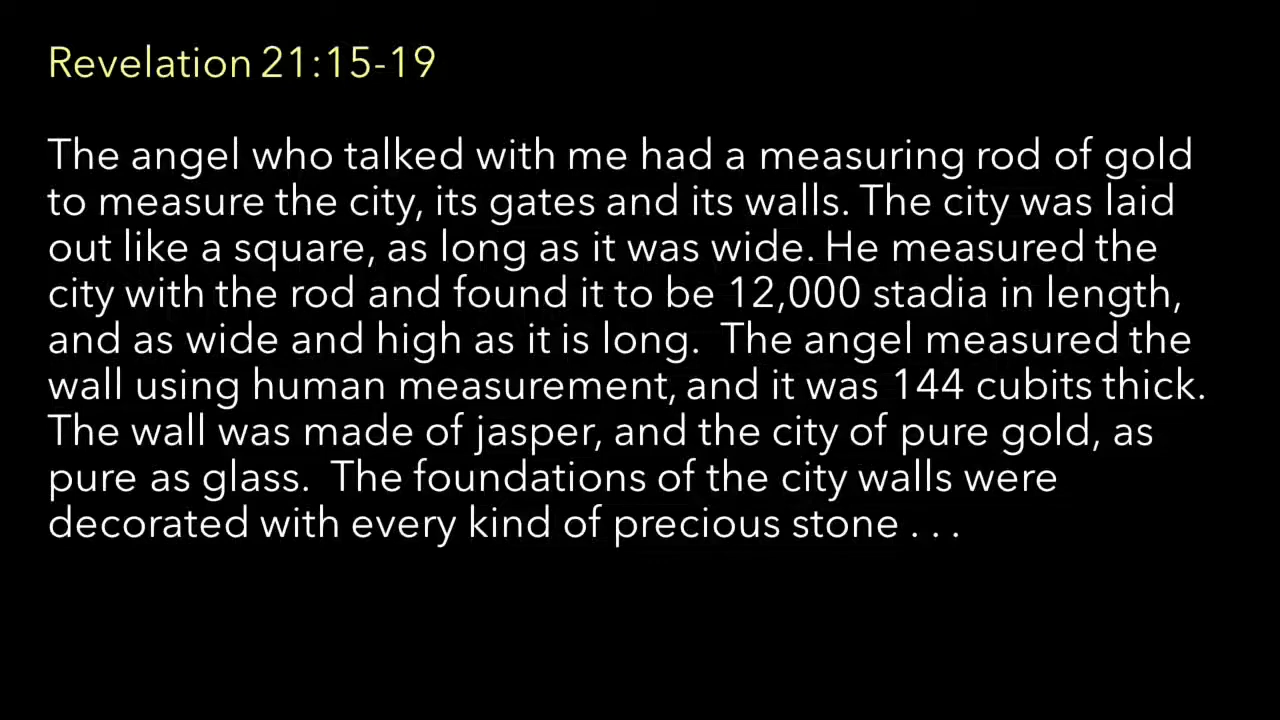 Revelation 21:15-19
The angel who talked with me had a measuring rod of gold
to measure the city, its gates and its walls. The city was laid
out like a square, as long as it was wide. He measured the
city with the rod and found it to be 12,000 stadia in length,
and as wide and high as it is long.  The angel measured the
wall using human measurement, and it was 144 cubits thick.
The wall was made of jasper, and the city of pure gold, as
pure as glass.  The foundations of the city walls were
decorated with every kind of precious stone . . .